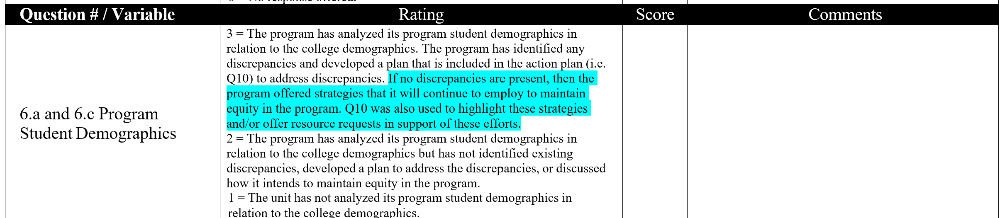 0 = No response offered.
Question # / Variable
Rating
Score
Comments
6.a and 6.c Program
Student Demographics
3 = The program has analyzed its program student demographics in
relation to the college demographics. The program has identified any
discrepancies and developed a plan that is included in the action plan (i.e.
Q10) to address discrepancies. If no discrepancies are present, then the
program offered strategies that it will continue to employ to maintain
equity in the program. Q10 was also used to highlight these strategies
and/or offer resource requests in support of these efforts.
2 = The program has analyzed its program student demographics in
relation to the college demographics but has not identified existing
discrepancies, developed a plan to address the discrepancies, or discussed
how it intends to maintain equity in the program.
1 = The unit has not analyzed its program student demographics in
relation to the college demographics.